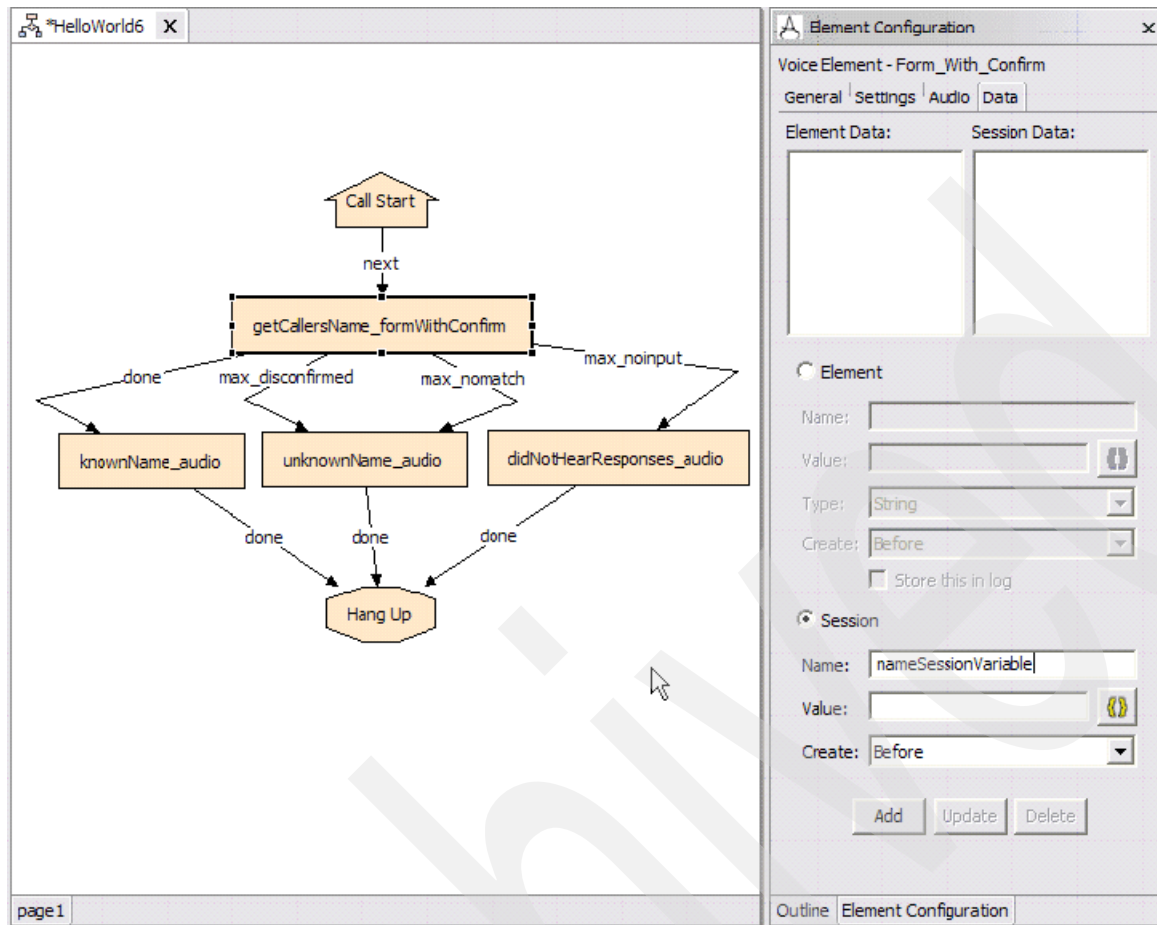 *HelloWorld6 X
Call Start
next
getCallersName_formWithConfirm
done
max_disconfirmed
max_nomatch
max_noinput
knownName_audio
unknownName_audio
didNotHearResponses_audio
done
done
done
Hang Up
page1
Element Configuration
Voice Element - Form_With_Confirm
General Settings Audio Data
Element Data: Session Data:
Element
Name:
Value:
Type: String
Create: Before
Store this in log
Session
Name: nameSessionVariable
Value:
Create: Before
Add Update Delete
Outline Element Configuration